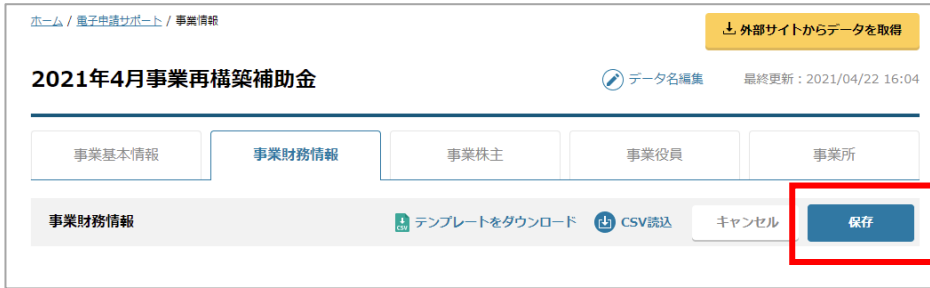 ホーム / 電子申請サポート / 事業情報
外部サイトからデータを取得
2021年4月事業再構築補助金
データ名編集
最終更新：2021/04/22 16:04
事業基本情報
事業財務情報
事業株主
事業役員
事業所
事業財務情報
CSV
テンプレートをダウンロード
CSV読込
キャンセル
保存